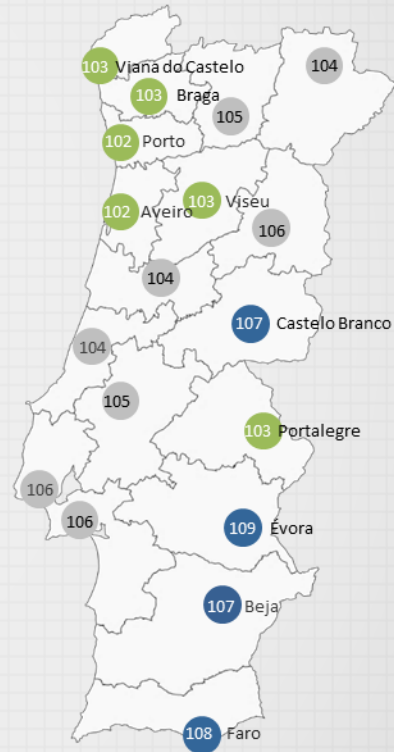 103 Viana do Castelo
104
103 Braga
105
102 Porto
103 Viseu
102 Aveiro
106
104
107 Castelo Branco
104
105
103 Portalegre
106
106
109 Évora
107 Beja
108 Faro